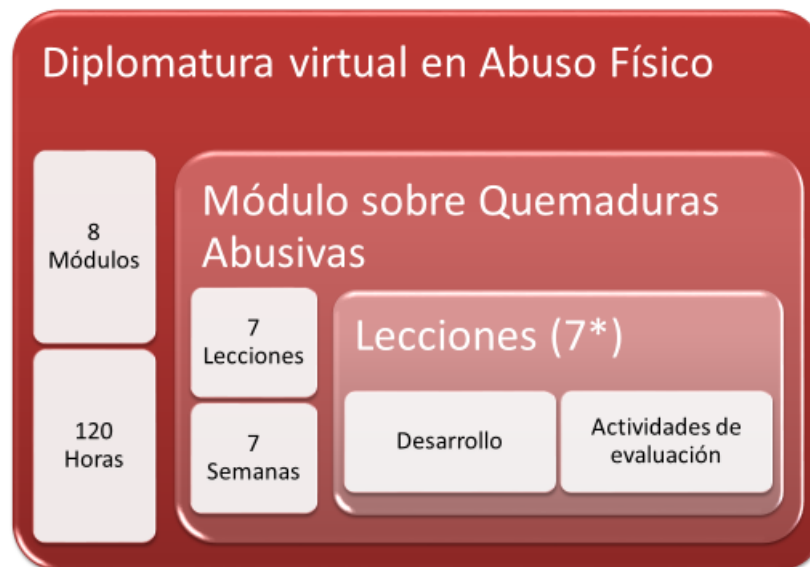 Diplomatura virtual en Abuso Físico
8
Módulos
120
Horas
Módulo sobre Quemaduras
Abusivas
7
Lecciones
7
Semanas
Lecciones (7*)
Desarrollo
Actividades de
evaluación